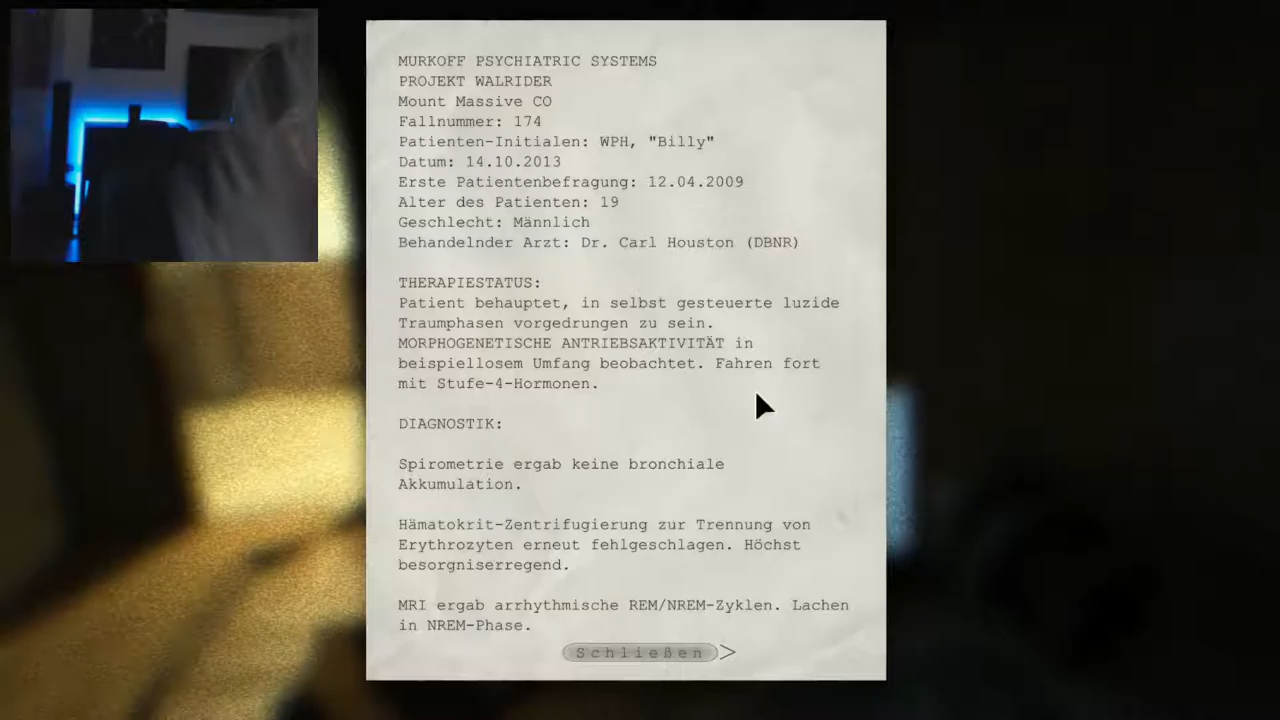 MURKOFF PSYCHIATRIC SYSTEMS
PROJEKT WALRIDER
Mount Massive CO
Fallnummer: 174
Patienten-Initialen: WPH, "Billy"
Datum: 14.10.2013
Erste Patientenbefragung: 12.04.2009
Alter des Patienten: 19
Geschlecht: Männlich
Behandelnder Arzt: Dr. Carl Houston (DBNR)
THERAPIESTATUS:
Patient behauptet, in selbst gesteuerte luzide
Traumphasen vorgedrungen zu sein.
MORPHOGENETISCHE ANTRIEBSAKTIVITÄT in
beispiellosem Umfang beobachtet. Fahren fort
mit Stufe-4-Hormonen.
DIAGNOSTIK:
Spirometrie ergab keine bronchiale
Akkumulation.
Hämatokrit-Zentrifugierung zur Trennung von
Erythrozyten erneut fehlgeschlagen. Höchst
besorgniserregend.
MRI ergab arrhythmische REM/NREM-Zyklen. Lachen
in NREM-Phase.
Schließen >